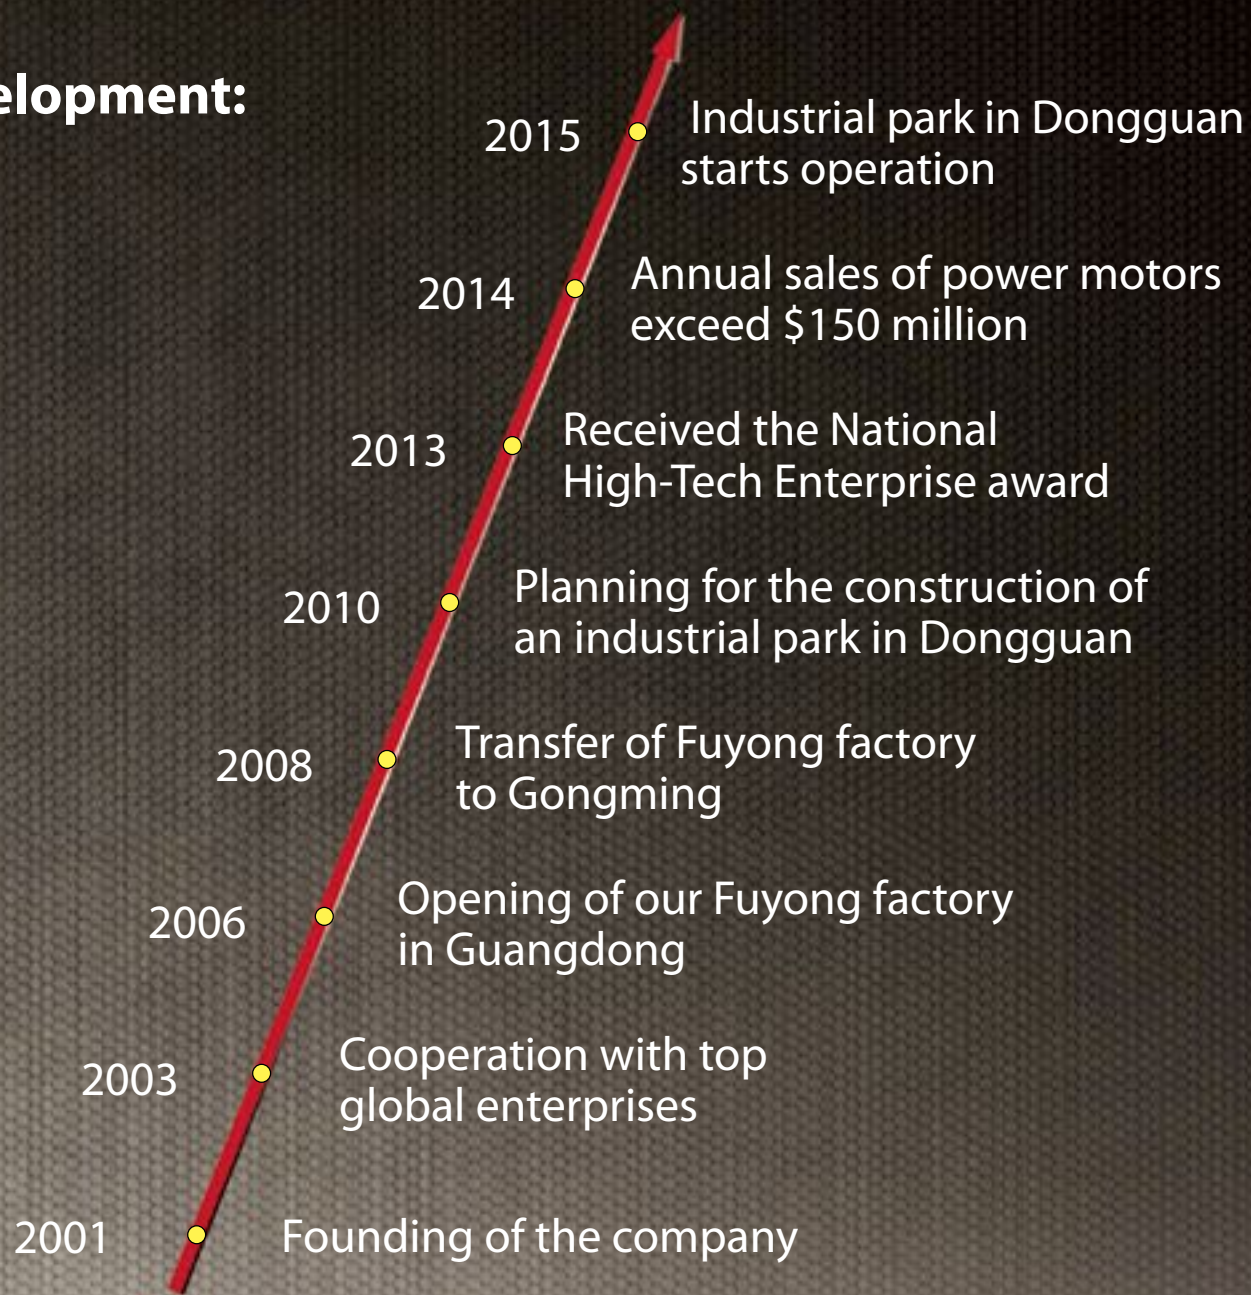 elopment:
2015
Industrial park in Dongguan
starts operation
2014
Annual sales of power motors
exceed $150 million
2013
Received the National
High-Tech Enterprise award
2010
Planning for the construction of
an industrial park in Dongguan
2008
Transfer of Fuyong factory
to Gongming
2006
Opening of our Fuyong factory
in Guangdong
2003
Cooperation with top
global enterprises
2001
Founding of the company